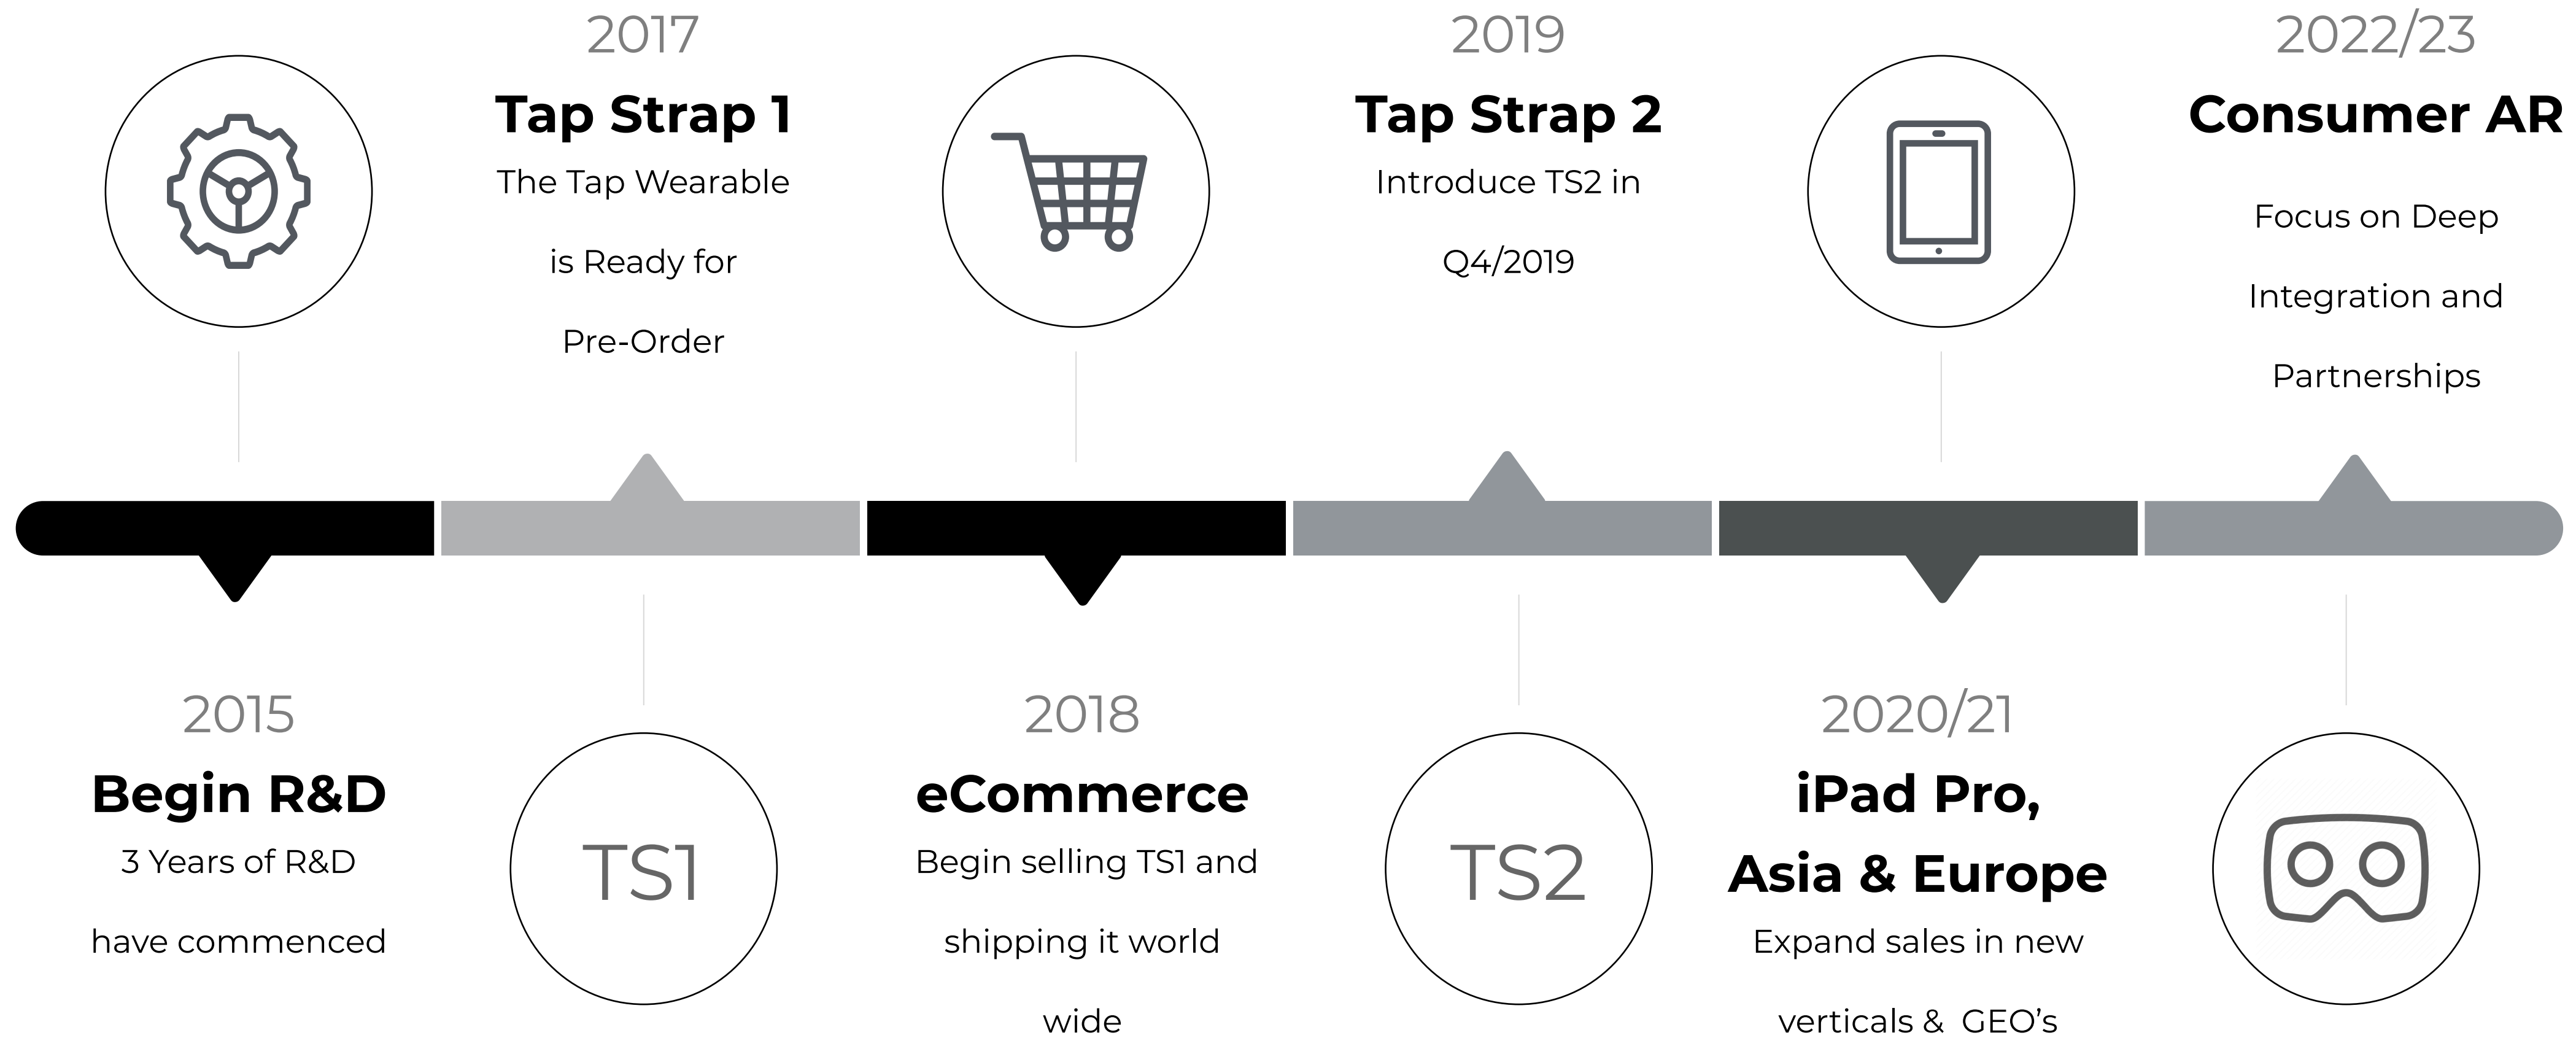 2017
Tap Strap 1
The Tap Wearable
is Ready for
Pre-Order
2019
Tap Strap 2
Introduce TS2 in
Q4/2019
2022/23
Consumer AR
Focus on Deep
Integration and
Partnerships
2015
Begin R&D
3 Years of R&D
have commenced
TS1
2018
eCommerce
Begin selling TS1 and
shipping it world
wide
TS2
2020/21
iPad Pro,
Asia & Europe
Expand sales in new
verticals & GEO’s